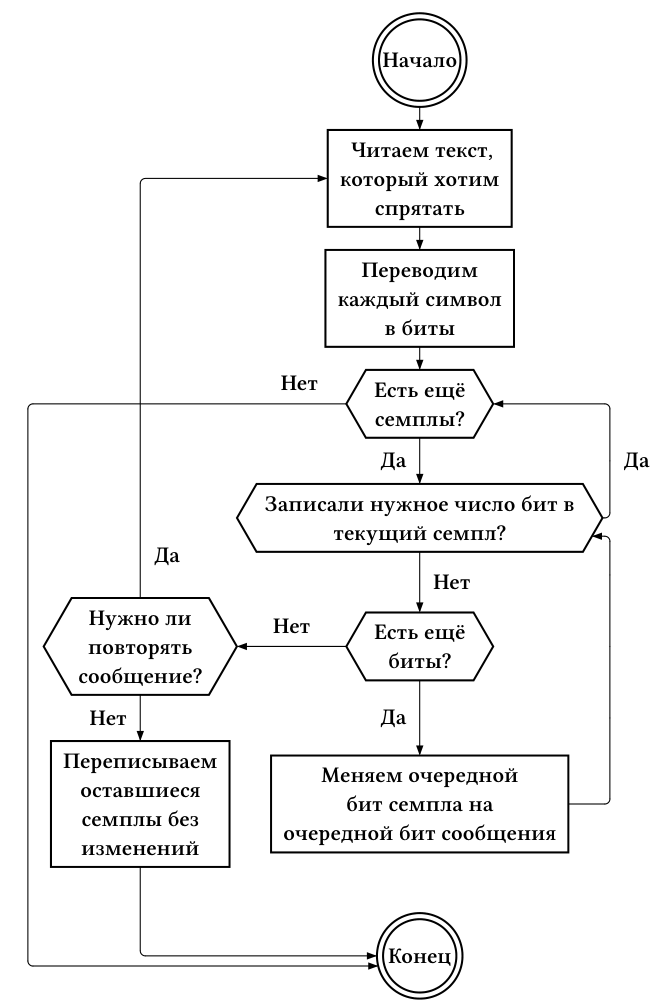 Начало
Читаем текст,
который хотим
спрятать
Переводим
каждый символ
в биты
Нет
Есть ещё
семплы?
Да
Да
Записали нужное число бит в
текущий семпл?
Да
Нет
Нужно ли
повторять
сообщение?
Нет
Есть ещё
биты?
Нет
Да
Переписываем
оставшиеся
семплы без
изменений
Меняем очередной
бит семпла на
очередной бит сообщения
Конец